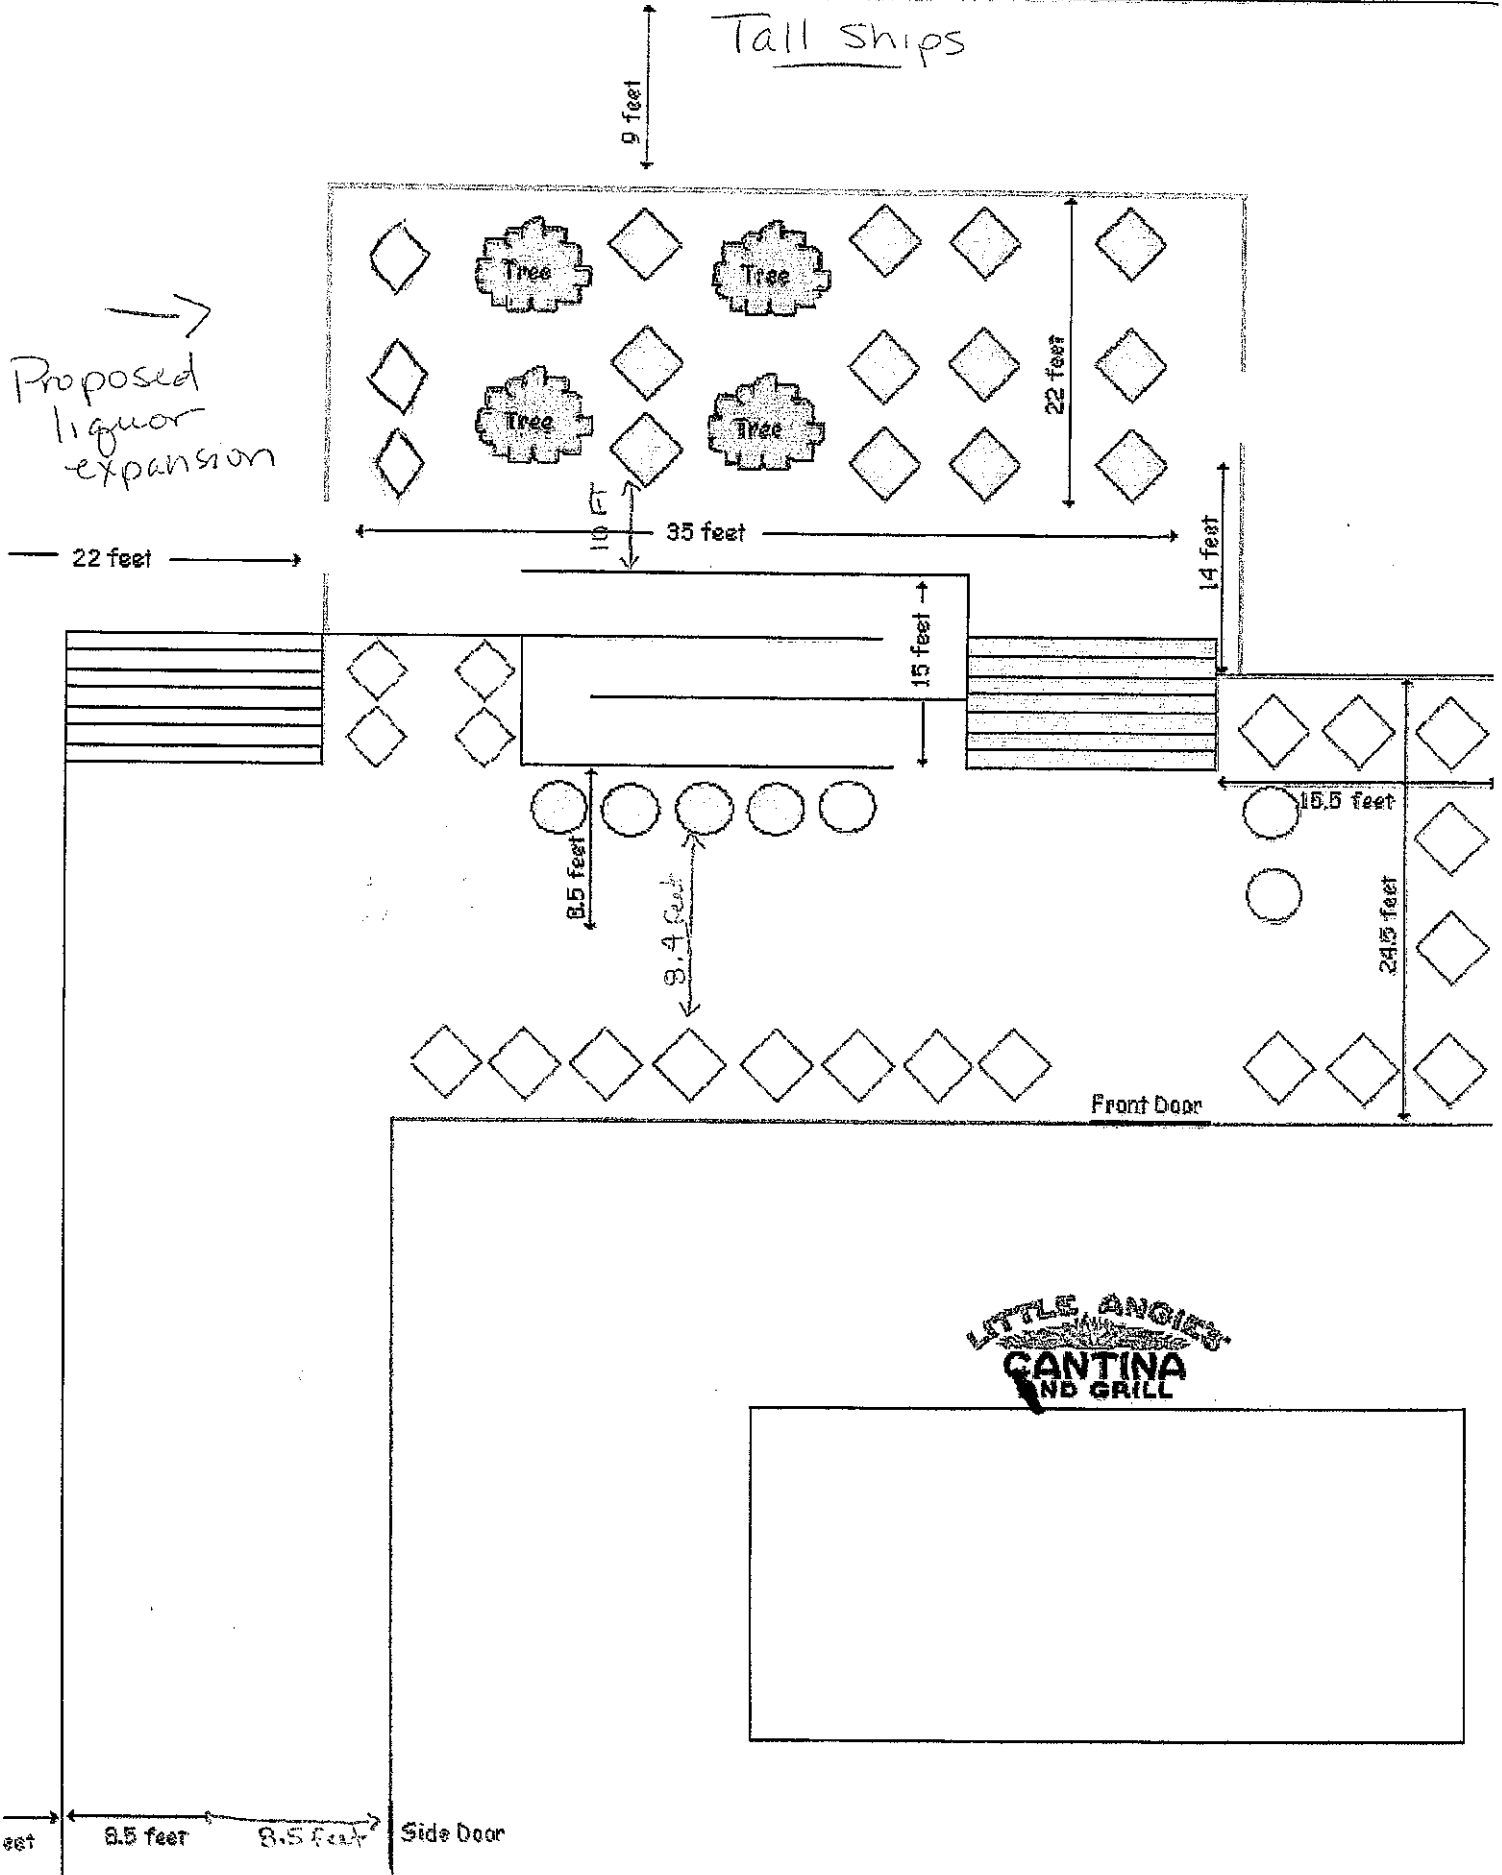 Tall Ships
9 feet
Tree
Tree
Proposed
liquor
expansion
Tree
Tree
22 feet
10 ft
35 feet
22 feet
14 feet
15 feet
15.5 feet
8.5 feet
8.4 feet
24.5 feet
Front Door
LITTLE ANGIE'S
CANTINA
AND GRILL
eet
8.5 feet
8.5 feet
Side Door